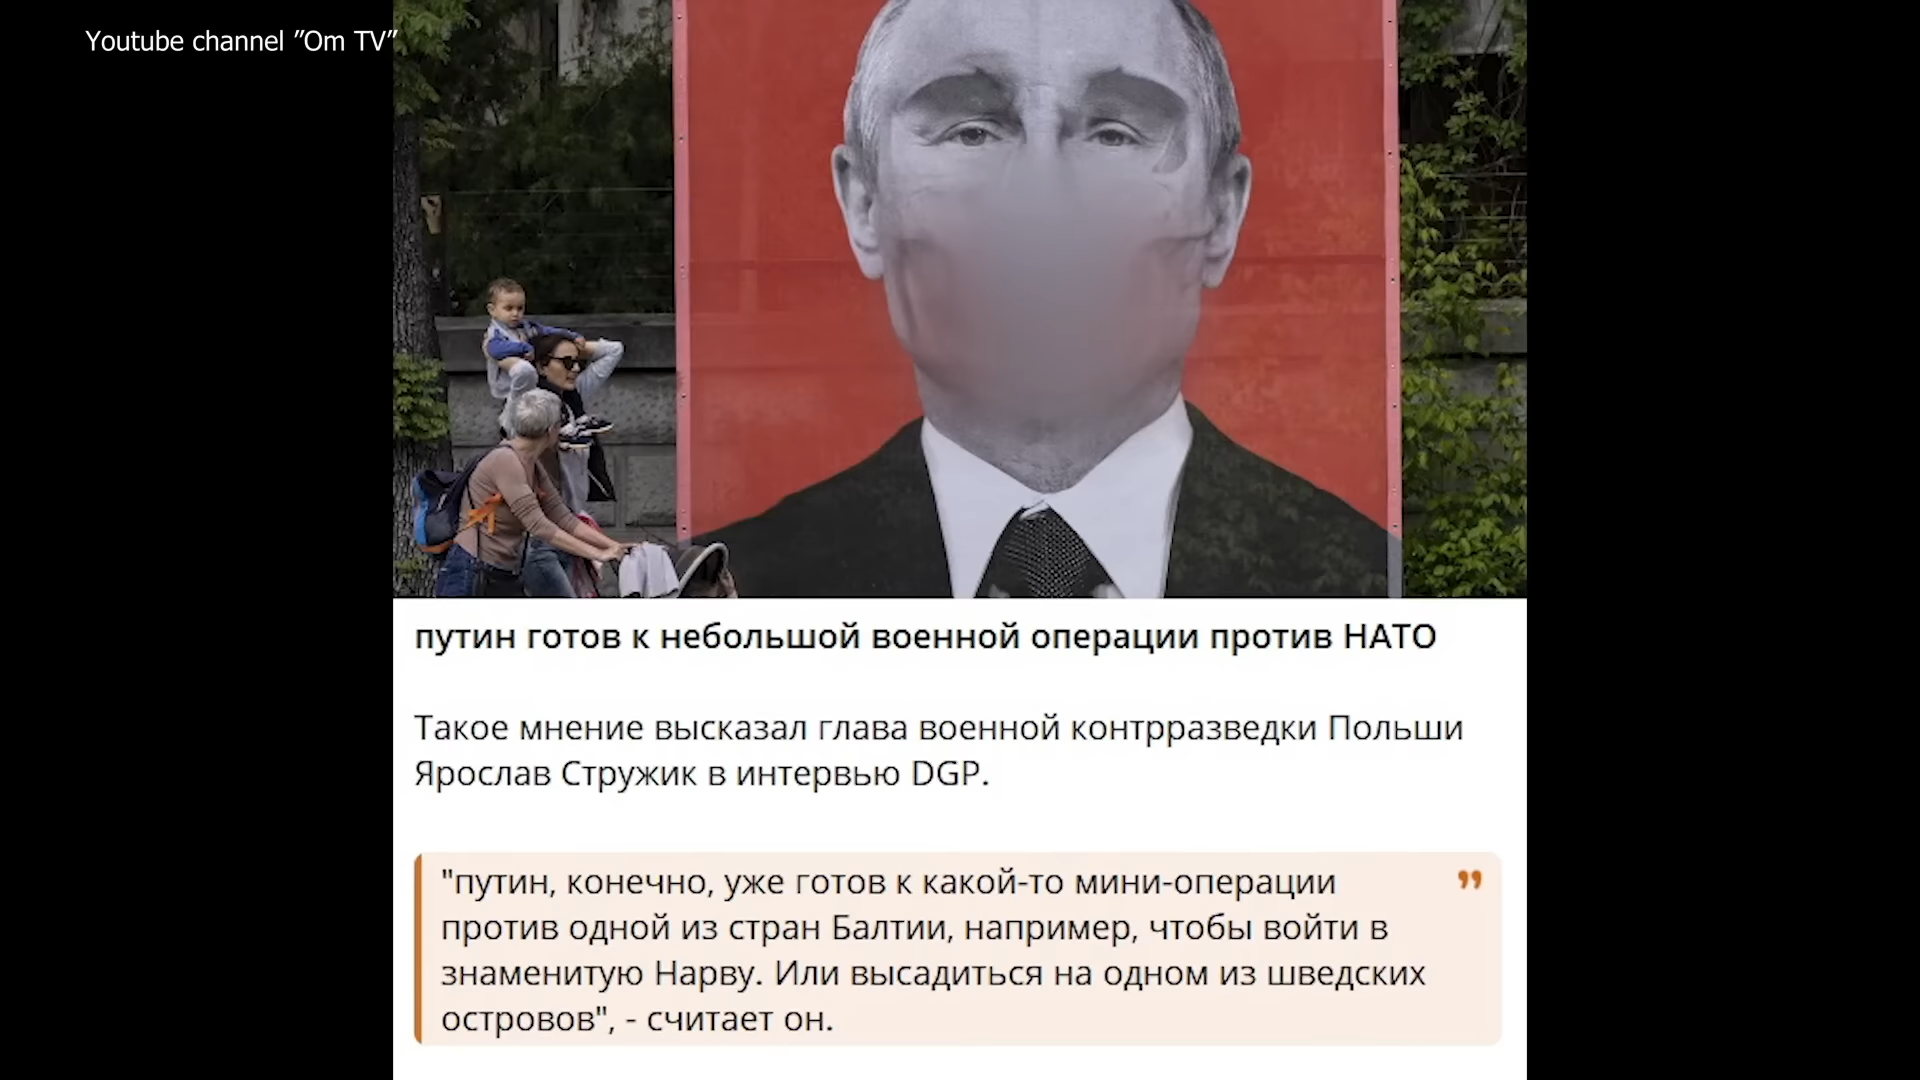 Youtube channel ”Om TV”
путин готов к небольшой военной операции против НАТО
Такое мнение высказал глава военной контрразведки Польши
Ярослав Стружик в интервью DGP.
"путин, конечно, уже готов к какой-то мини-операции
против одной из стран Балтии, например, чтобы войти в
знаменитую Нарву. Или высадиться на одном из шведских
островов", - считает он.